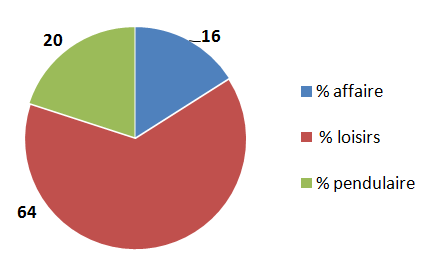 20
16
% affaire
% loisirs
% pendulaire
64